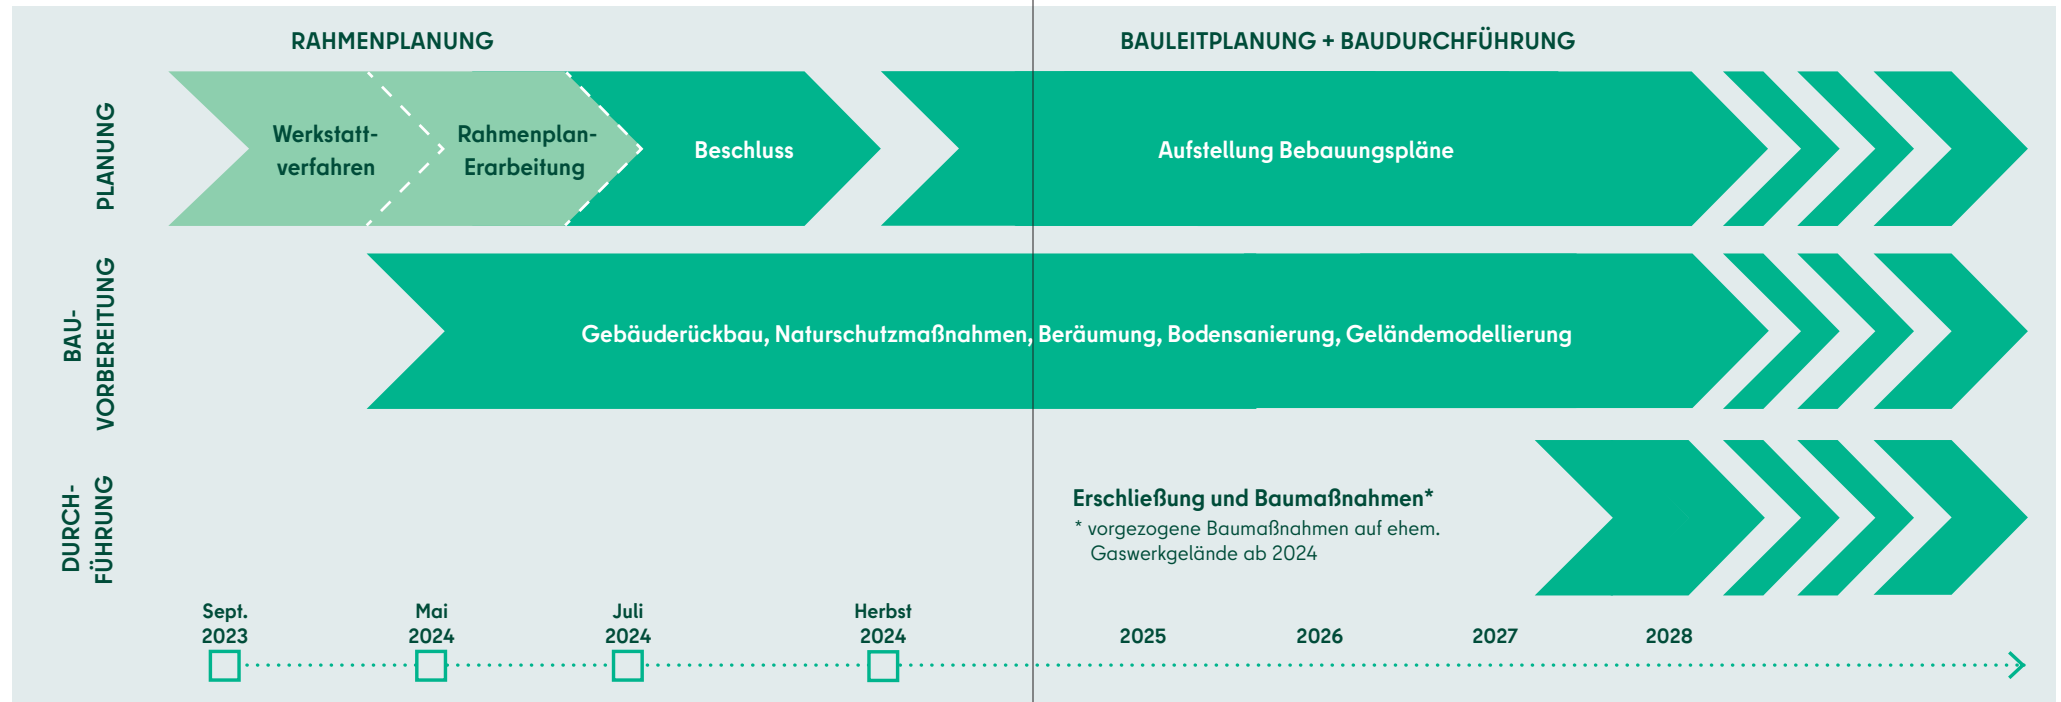 RAHMENPLANUNG
BAULEITPLANUNG + BAUDURCHFÜHRUNG
PLANUNG
Werkstatt-
verfahren
Rahmenplan-
Erarbeitung
Beschluss
Aufstellung Bebauungspläne
BAU-
VORBEREITUNG
Gebäuderückbau, Naturschutzmaßnahmen, Beräumung, Bodensanierung, Geländemodellierung
DURCH-
FÜHRUNG
Erschließung und Baumaßnahmen*
* vorgezogene Baumaßnahmen auf ehem.
Gaswerkgelände ab 2024
Sept.
2023
Mai
2024
Juli
2024
Herbst
2024
2025
2026
2027
2028